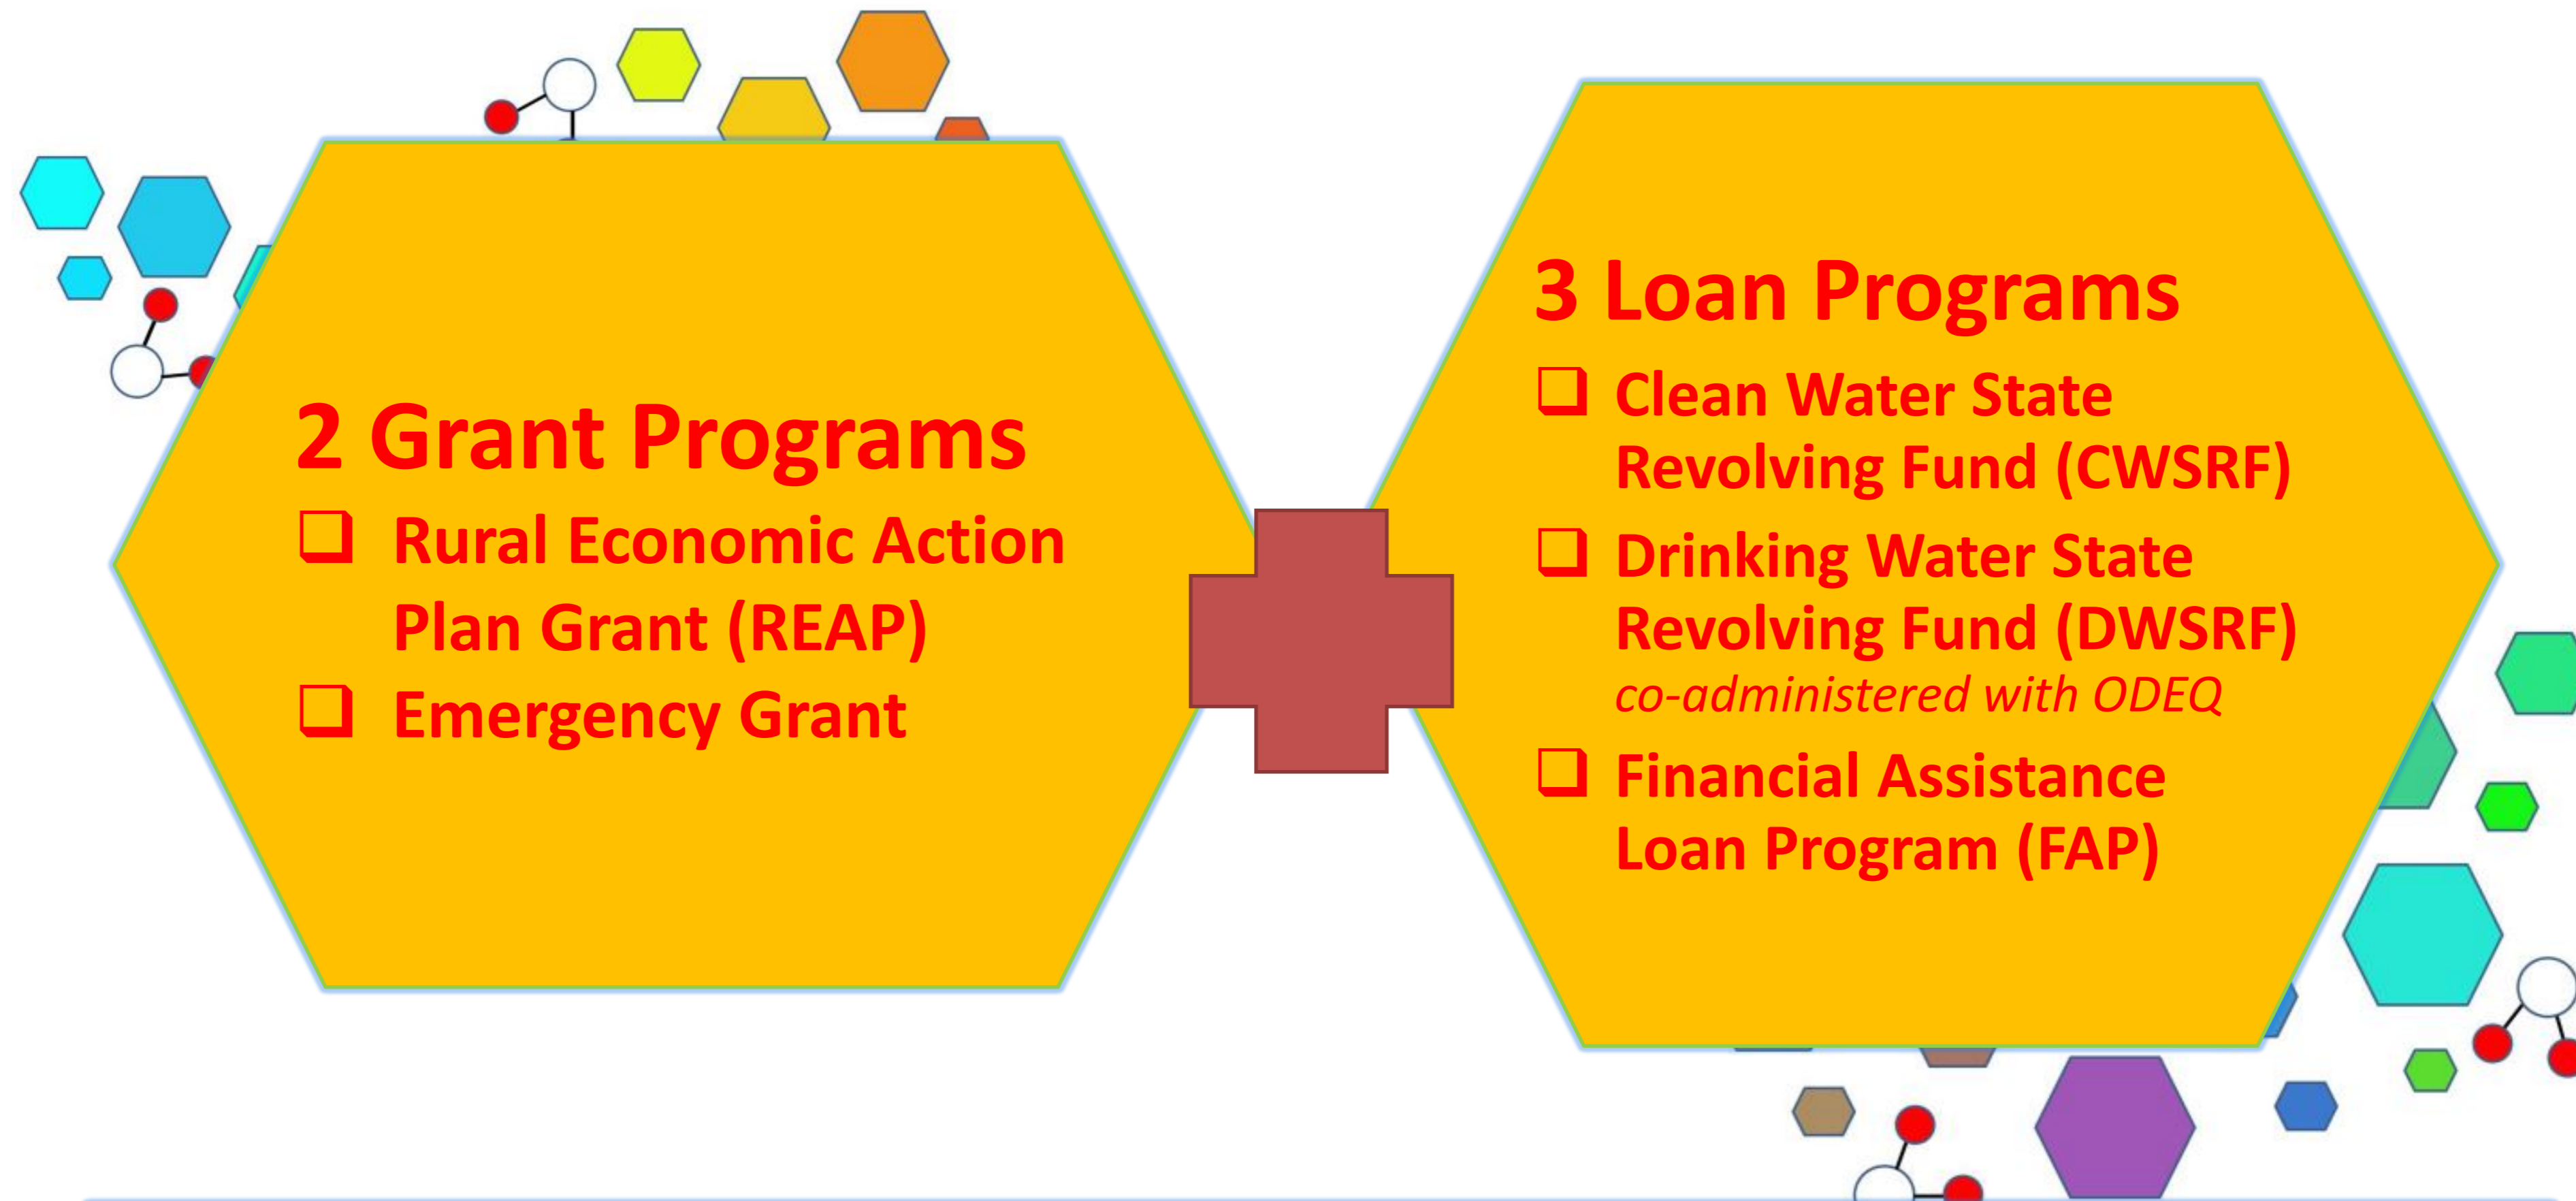 2 Grant Programs
❑ Rural Economic Action
Plan Grant (REAP)
❑ Emergency Grant
3 Loan Programs
❑ Clean Water State
Revolving Fund (CWSRF)
❑ Drinking Water State
Revolving Fund (DWSRF)
co-administered with ODEQ
❑ Financial Assistance
Loan Program (FAP)